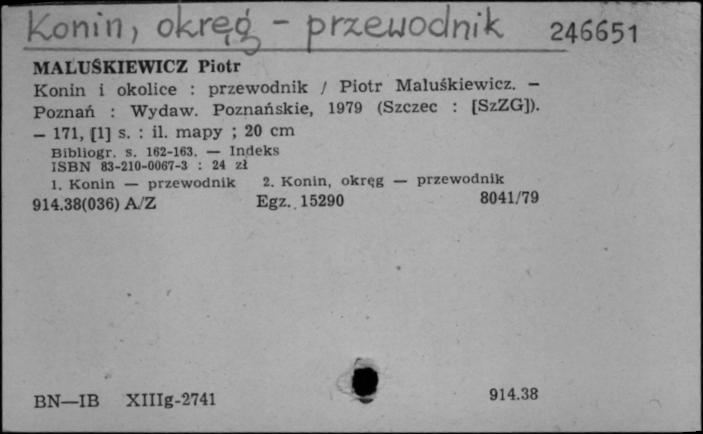 Konin, okręg - przewodnik 246651
MALUŚKIEWICZ Piotr
Konin i okolice : przewodnik / Piotr Maluśkiewicz. —
Poznań : Wydaw. Poznańskie, 1979 (Szczec : [SzZG]).
— 171, [1] s. : il. mapy ; 20 cm
Bibliogr. s. 162-163. — Indeks
ISBN 83-210-0067-3 : 24 zł
1. Konin — przewodnik 2. Konin, okręg — przewodnik
914.38(036) A/Z Egz. 15290 8041/79
BN—IB XIIIg-2741 914.38